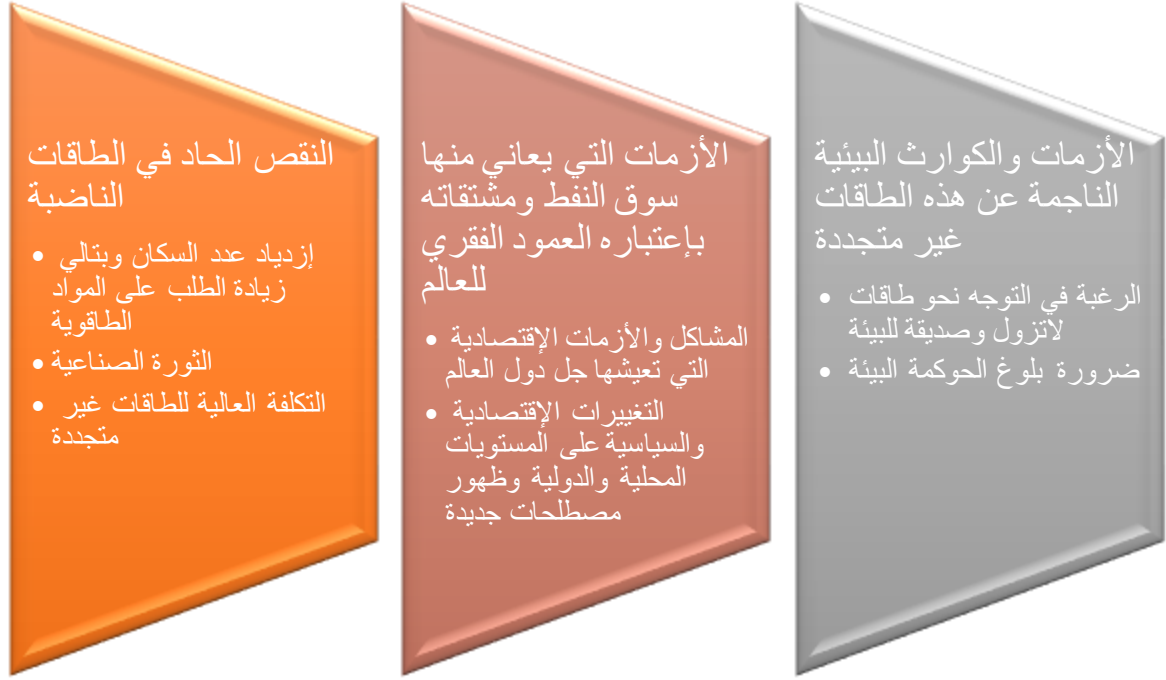 النقص الحاد في الطاقات
الناضبة
• إزدياد عدد السكان وبتالي
زيادة الطلب على المواد
الطاقوية
• الثورة الصناعية
• التكلفة العالية للطاقات غير
متجددة
الأزمات التي يعاني منها
سوق النفط ومشتقاته
بإعتباره العمود الفقري
للعالم
• المشاكل والأزمات الإقتصادية
التي تعيشها جل دول العالم
• التغييرات الإقتصادية
والسياسية على المستويات
المحلية والدولية وظهور
مصطلحات جديدة
الأزمات والكوارث البيئية
الناجمة عن هذه الطاقات
غير متجددة
• الرغبة في التوجه نحو طاقات
لاتزول وصديقة للبيئة
• ضرورة بلوغ الحوكمة البيئة